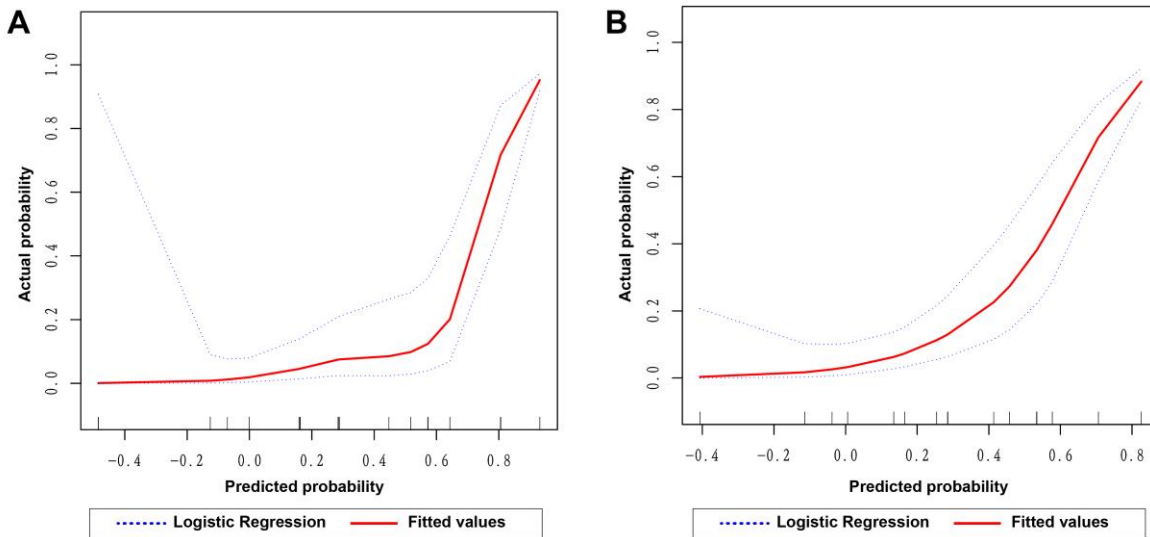 A
Actual probability
1.0
0.8
0.6
0.4
0.2
0.0
-0.4 -0.2 0.0 0.2 0.4 0.6 0.8
Predicted probability
Logistic Regression Fitted values
B
Actual probability
1.0
0.8
0.6
0.4
0.2
0.0
-0.4 -0.2 0.0 0.2 0.4 0.6 0.8
Predicted probability
Logistic Regression Fitted values